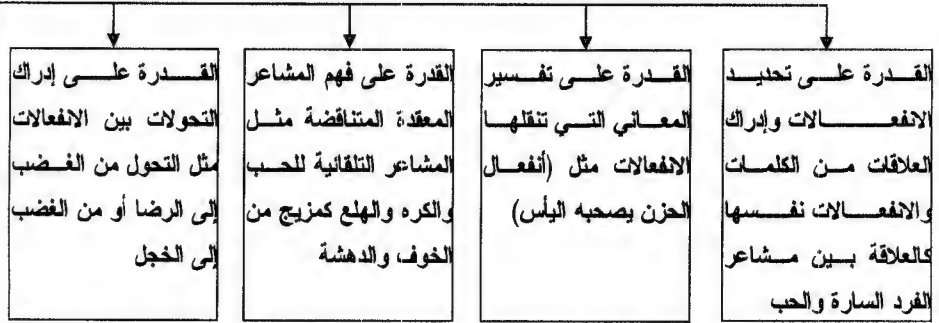 القدرة على تحديد
الانفعالات وإدراك
العلاقات من الكلمات
والانفعالات نفسها
كالعلاقة بين مشاعر
الفرد السارة والحب
القدرة على تفسير
المعاني التي تنقلها
الانفعالات مثل (أنفعال
الحزن يصحبه اليأس)
القدرة على فهم المشاعر
المعقدة المتناقضة مثل
المشاعر التلقائية للحب
والكره والهلع كمزيج من
الخوف والدهشة
القدرة على إدراك
التحولات بين الانفعالات
مثل التحول من الغضب
إلى الرضا أو من الغضب
إلى الخجل